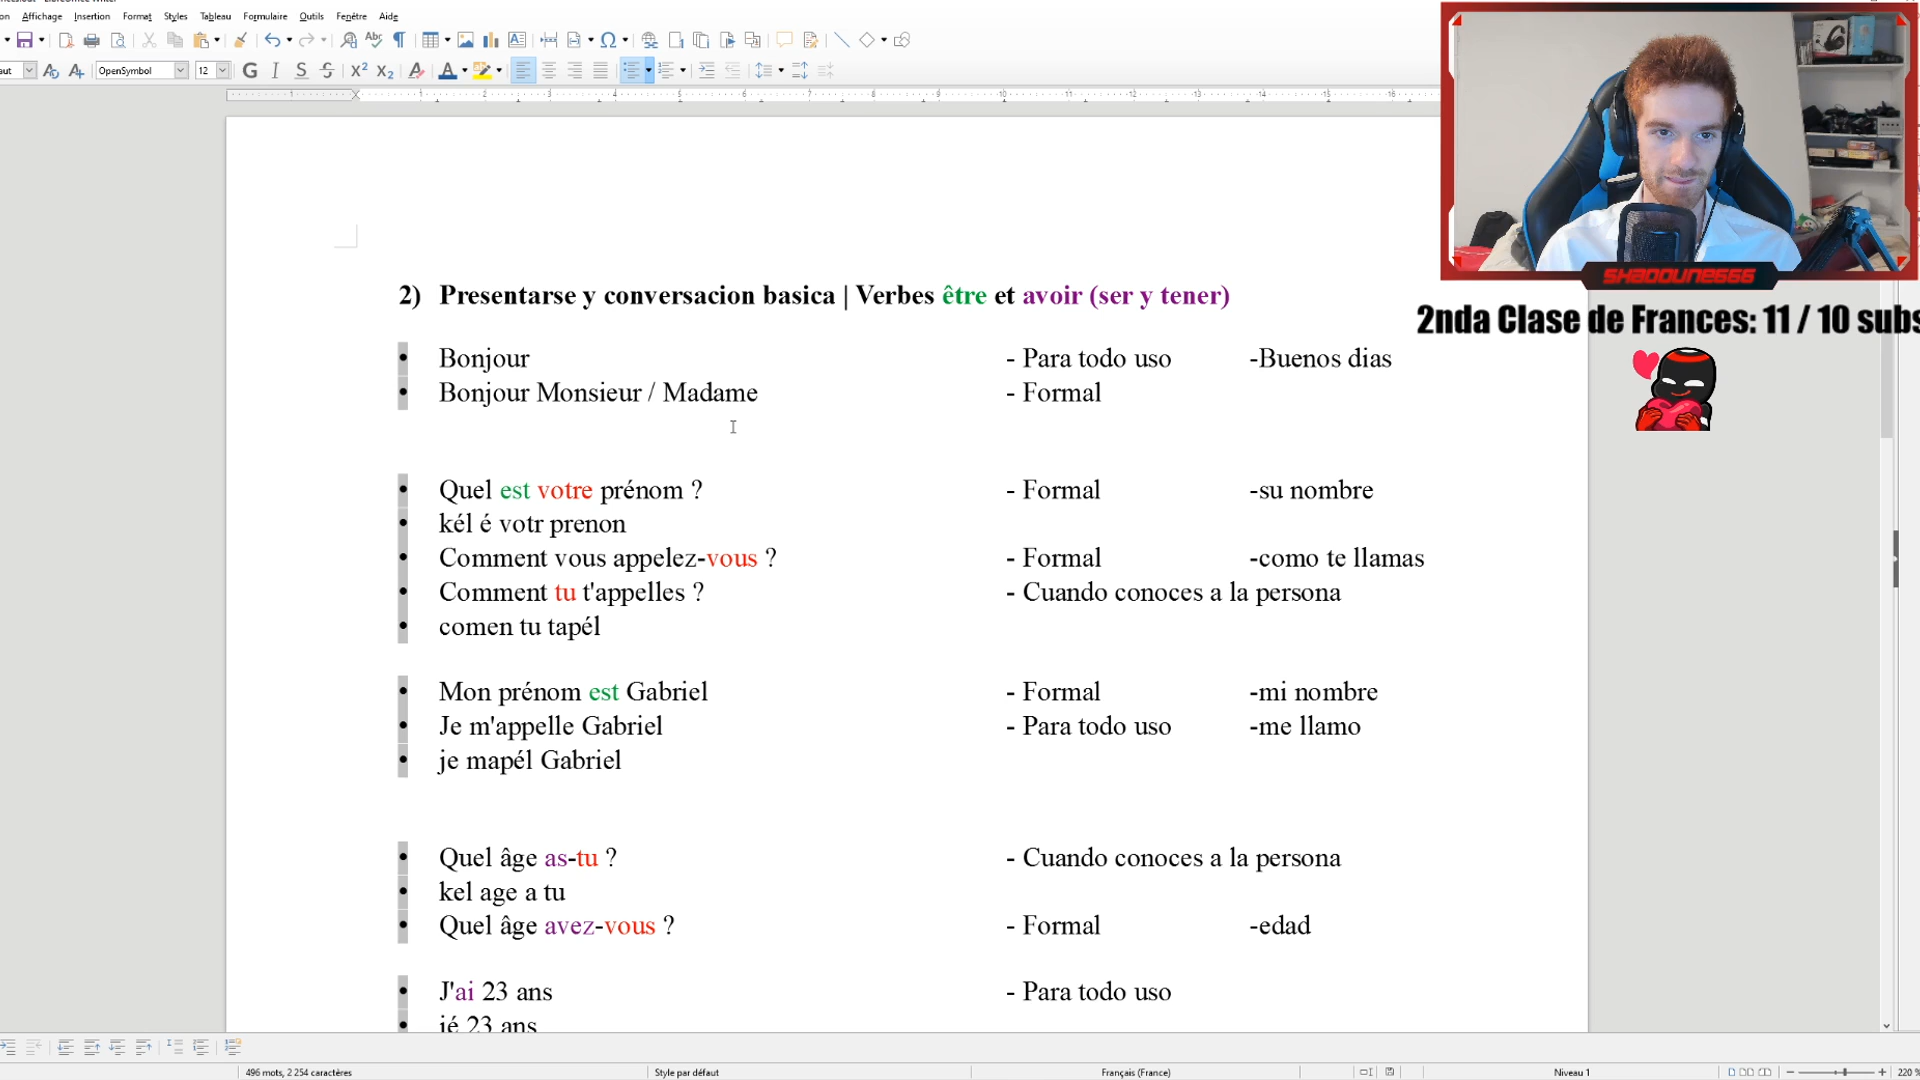 on Affichage Insertion Format Styles Tableau Formulaire Outils Fenêtre Aide
aut OpenSymbol 12 G I S
2) Presentarse y conversacion basica | Verbes être et avoir (ser y tener)
• Bonjour - Para todo uso -Buenos dias
• Bonjour Monsieur / Madame - Formal
• Quel est votre prénom ? - Formal -su nombre
• kél é votr prenon
• Comment vous appelez-vous ? - Formal -como te llamas
• Comment tu t'appelles ? - Cuando conoces a la persona
• comen tu tapél
• Mon prénom est Gabriel - Formal -mi nombre
• Je m'appelle Gabriel - Para todo uso -me llamo
• je mapél Gabriel
• Quel âge as-tu ? - Cuando conoces a la persona
• kel age a tu
• Quel âge avez-vous ? - Formal -edad
• J'ai 23 ans - Para todo uso
• jé 23 ans
SHADOUNE666
2nda Clase de Frances: 11 / 10 subs
496 mots, 2 254 caractères Style par défaut Français (France) Niveau 1 220 %